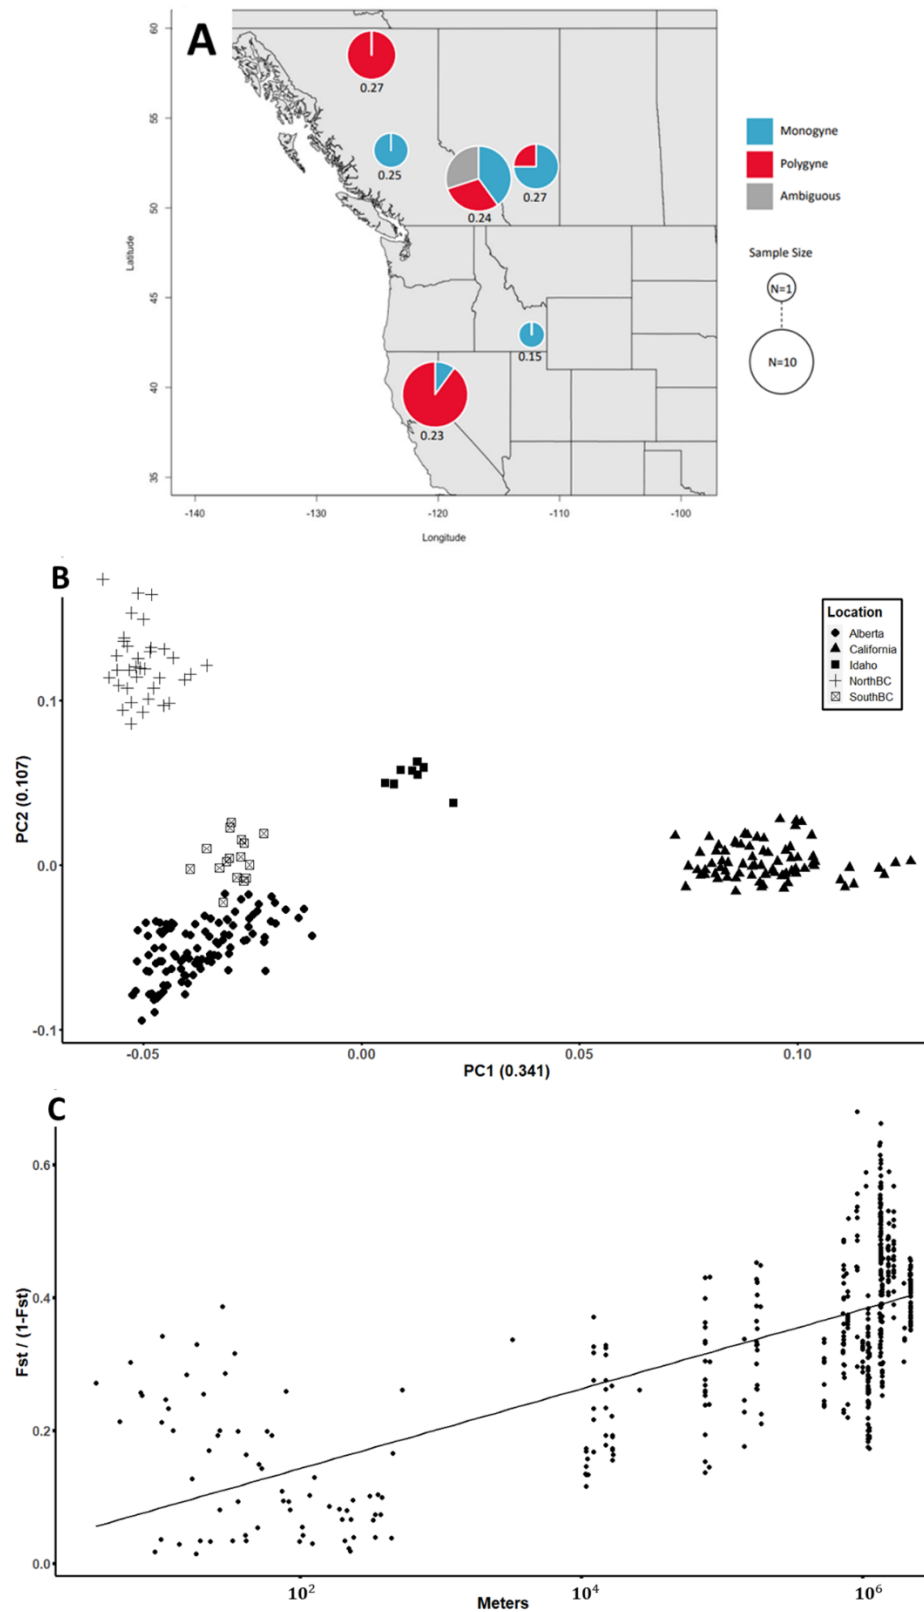 A
60
55
50
45
40
35
Latitude
0.27
0.25
0.24
0.27
0.15
0.23
-140
-130
-120
-110
-100
Longitude
Monogyne
Polygyne
Ambiguous
Sample Size
N=1
N=10
B
0.1
0.0
-0.1
PC2 (0.107)
-0.05
0.00
0.05
0.10
PC1 (0.341)
Location
Alberta
California
Idaho
NorthBC
SouthBC
C
0.6
0.4
0.2
0.0
Fst / (1-Fst)
10²
10⁴
10⁶
Meters